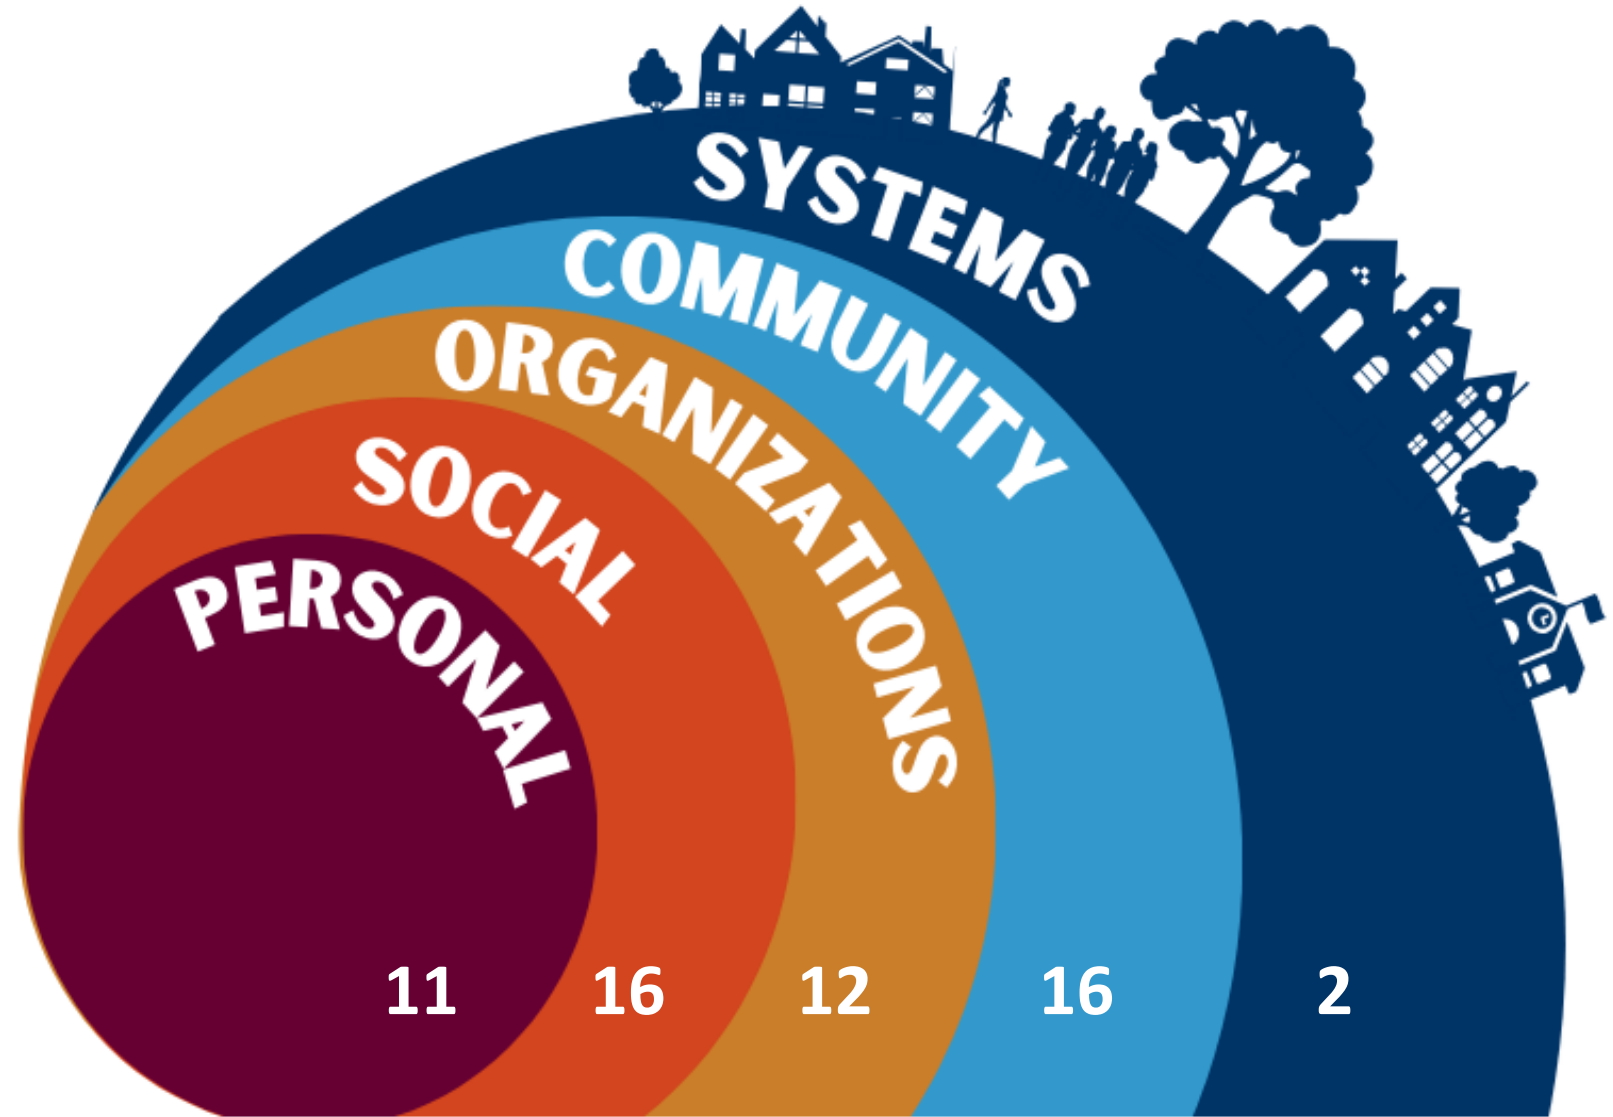 SYSTEMS
COMMUNITY
ORGANIZATIONS
SOCIAL
PERSONAL
11 16 12 16 2